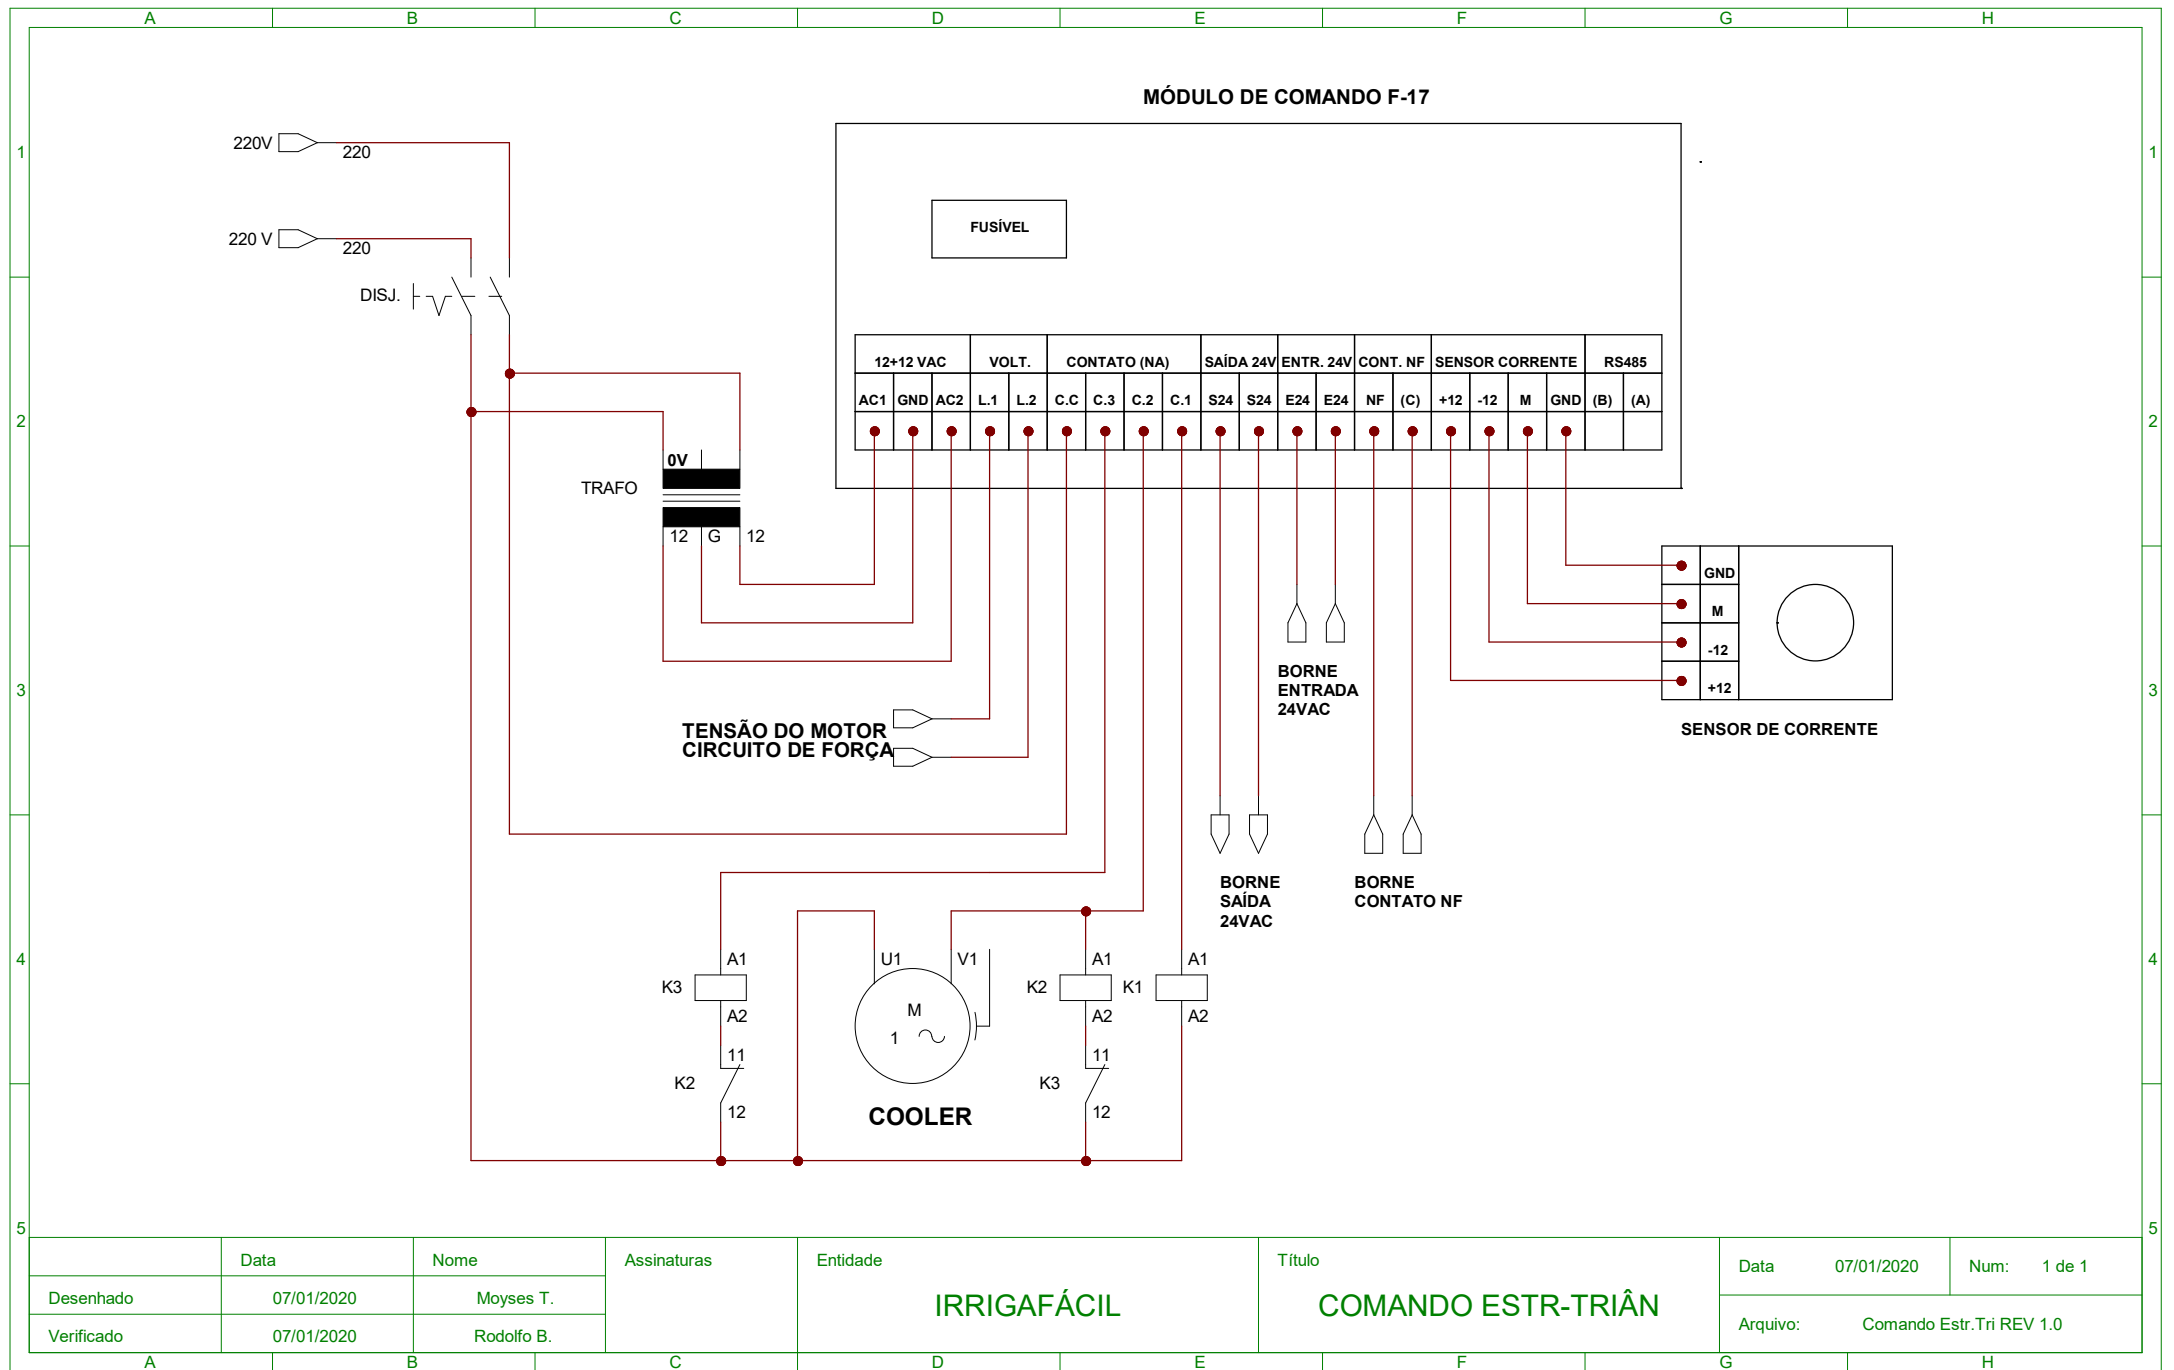 A B C D E F G H
MÓDULO DE COMANDO F-17
1 220V 220 1
FUSÍVEL
220 V 220
DISJ.
12+12 VAC VOLT. CONTATO (NA) SAÍDA 24V ENTR. 24V CONT. NF SENSOR CORRENTE RS485
AC1 GND AC2 L.1 L.2 C.C C.3 C.2 C.1 S24 S24 E24 E24 NF (C) +12 -12 M GND (B) (A)
2 2
0V
TRAFO
12 G 12
GND
M
-12
+12
SENSOR DE CORRENTE
BORNE
ENTRADA
24VAC
3 3
TENSÃO DO MOTOR
CIRCUITO DE FORÇA
BORNE
SAÍDA
24VAC
BORNE
CONTATO NF
4 A1 U1 V1 A1 A1 4
K3 K2 K1
M
1
A2 A2 A2
11 11
K2 K3
12 12
COOLER
5 5
Data Nome Assinaturas Entidade Título
Data 07/01/2020 Num: 1 de 1
Desenhado 07/01/2020 Moyses T.
IRRIGAFÁCIL COMANDO ESTR-TRIÂN
Verificado 07/01/2020 Rodolfo B.
Arquivo: Comando Estr.Tri REV 1.0
A B C D E F G H